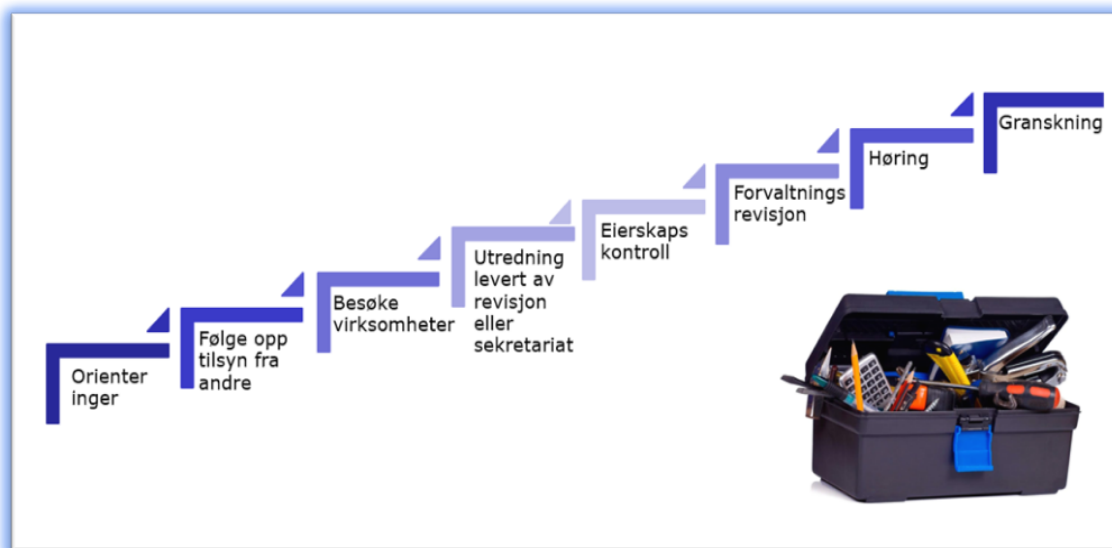 Orienter
inger
Følge opp
tilsyn fra
andre
Besøke
virksomheter
Utredning
levert av
revisjon
eller
sekretariat
Eierskaps
kontroll
Forvaltnings
revisjon
Høring
Granskning